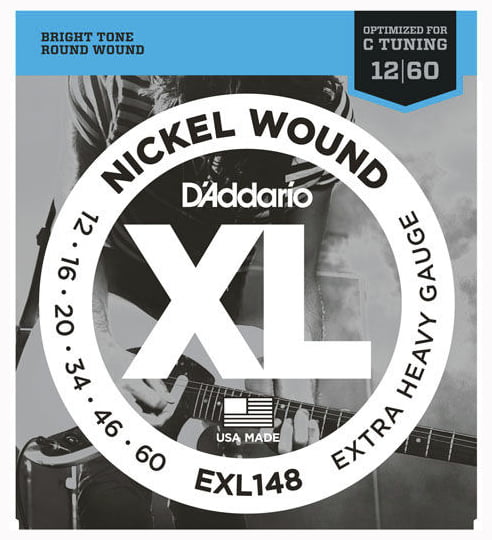 BRIGHT TONE
ROUND WOUND
OPTIMIZED FOR
C TUNING
12|60
NICKEL WOUND
D'Addario
XL
12 • 16 • 20 • 34 • 46 • 60
EXTRA HEAVY GAUGE
USA MADE
EXL148